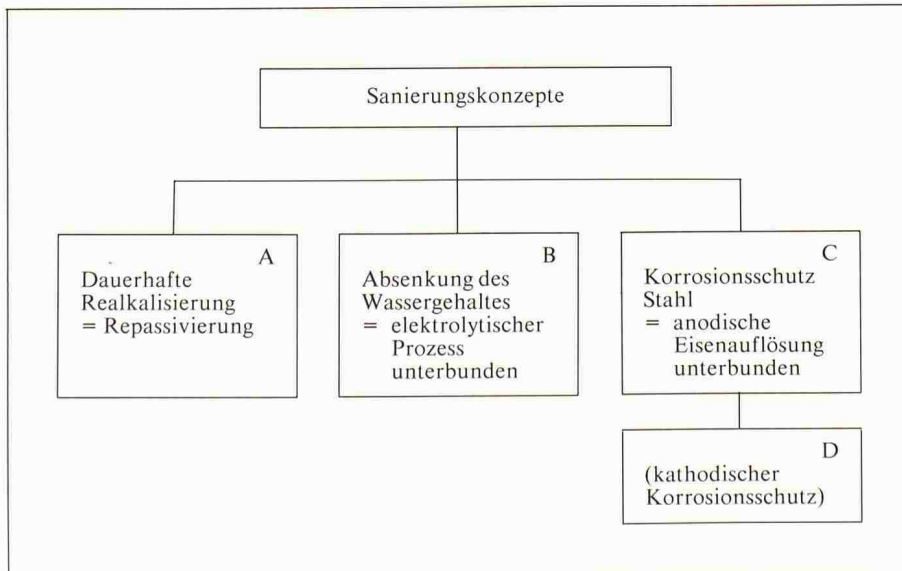 Sanierungskonzepte
A
Dauerhafte
Realkalisierung
= Repassivierung
B
Absenkung des
Wassergehaltes
= elektrolytischer
Prozess
unterbunden
C
Korrosionsschutz
Stahl
= anodische
Eisenauflösung
unterbunden
D
(kathodischer
Korrosionsschutz)